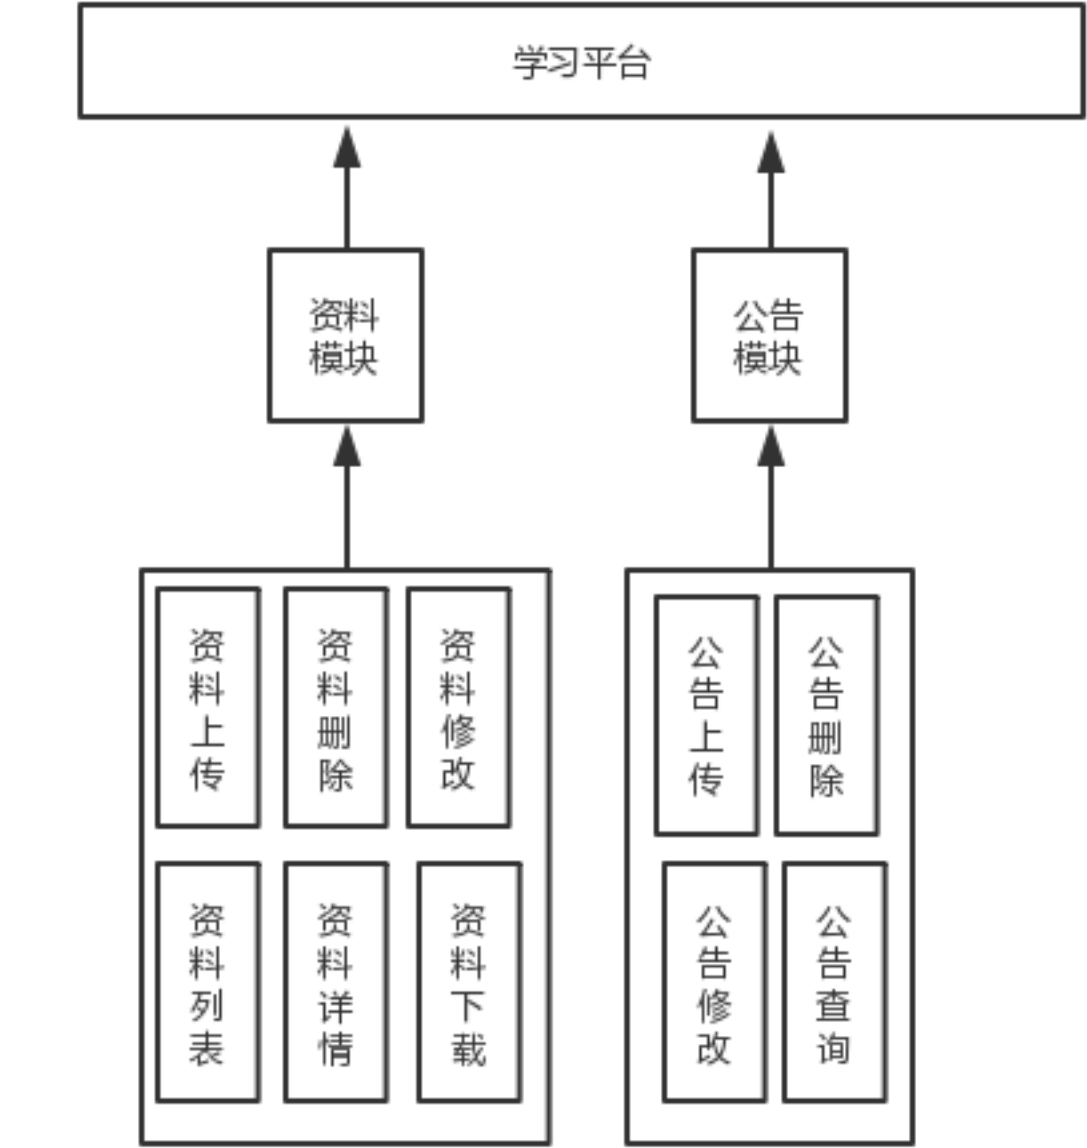 学习平台
资料
模块
公告
模块
资料上传
资料删除
资料修改
公告上传
公告删除
资料列表
资料详情
资料下载
公告修改
公告查询